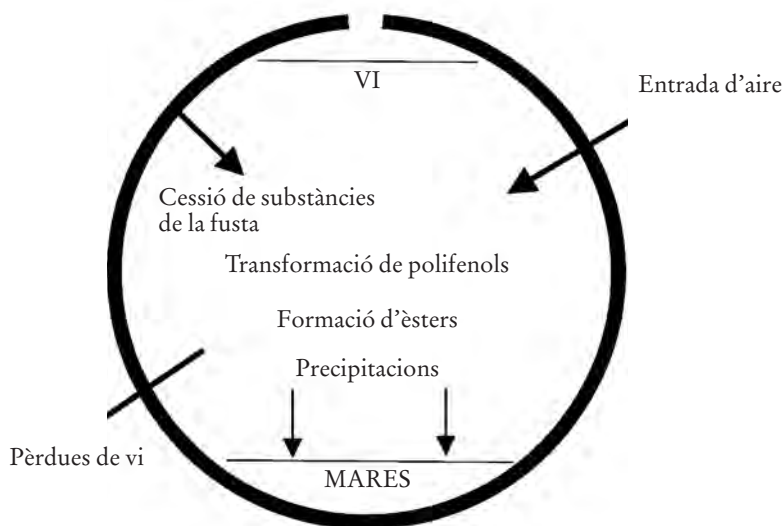 VI
Entrada d’aire
Cessió de substàncies
de la fusta
Transformació de polifenols
Formació d’èsters
Precipitacions
Pèrdues de vi
MARES